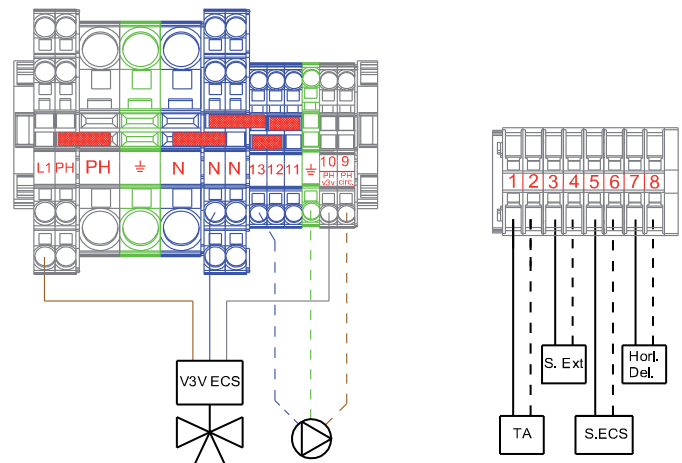 L1 PH PH ⏚ N N N 13 12 11 ⏚ 10 9
PH PH
v3v circ.
1 2 3 4 5 6 7 8
V3V ECS
S. Ext
Horl.
Del.
TA
S.ECS